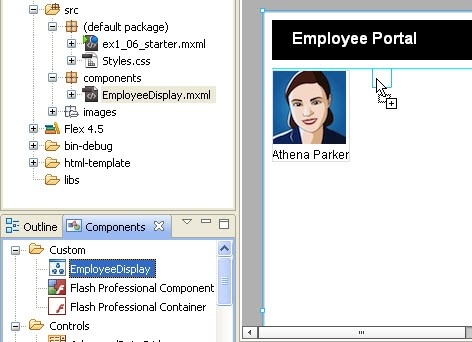 src
(default package)
ex1_06_starter.mxml
Styles.css
components
EmployeeDisplay.mxml
images
Flex 4.5
bin-debug
html-template
libs
Employee Portal
Athena Parker
Outline
Components
Custom
EmployeeDisplay
Flash Professional Component
Flash Professional Container
Controls